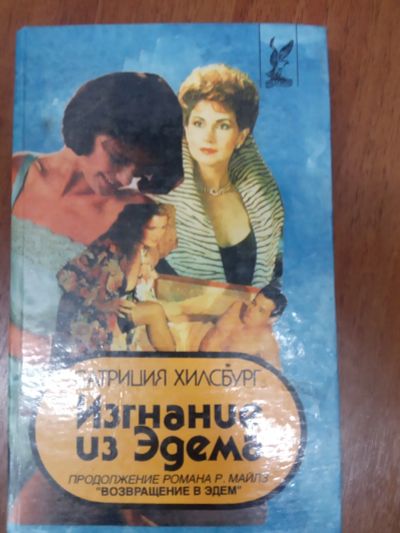 ПАТРИЦИЯ ХИЛСБУРГ
Изгнание
из Эдема
ПРОДОЛЖЕНИЕ РОМАНА Р. МАЙЛЗ
"ВОЗВРАЩЕНИЕ В ЭДЕМ"